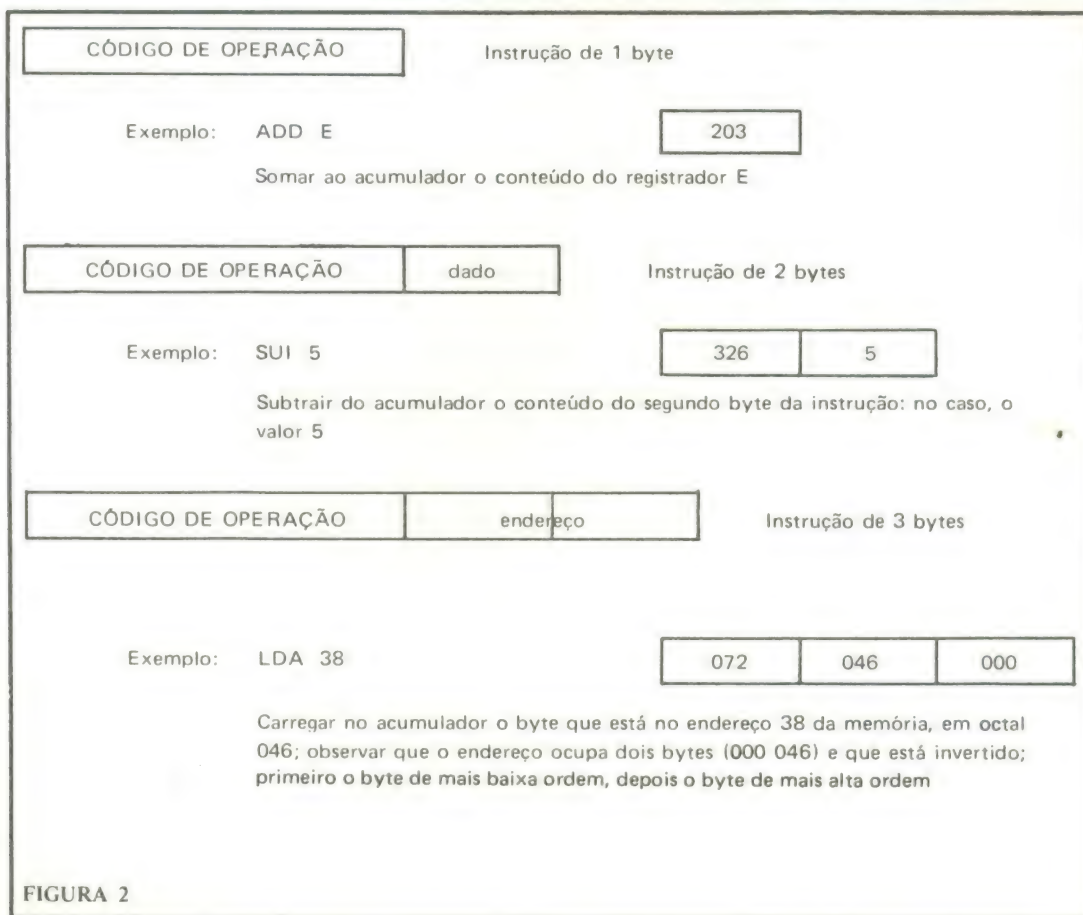 CÓDIGO DE OPERAÇÃO Instrução de 1 byte
Exemplo: ADD E 203
Somar ao acumulador o conteúdo do registrador E
CÓDIGO DE OPERAÇÃO dado Instrução de 2 bytes
Exemplo: SUI 5 326 5
Subtrair do acumulador o conteúdo do segundo byte da instrução: no caso, o
valor 5
CÓDIGO DE OPERAÇÃO endereço Instrução de 3 bytes
Exemplo: LDA 38 072 046 000
Carregar no acumulador o byte que está no endereço 38 da memória, em octal
046; observar que o endereço ocupa dois bytes (000 046) e que está invertido;
primeiro o byte de mais baixa ordem, depois o byte de mais alta ordem
FIGURA 2